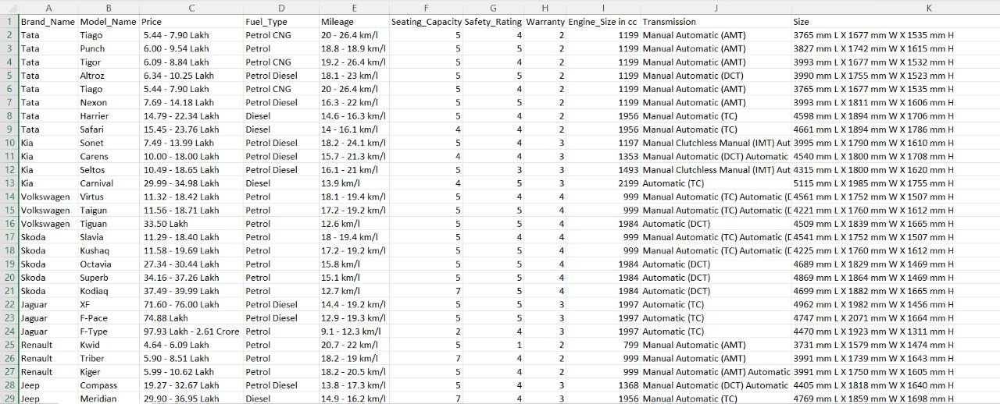 A B C D E F G H I J K
1 Brand_Name Model_Name Price Fuel_Type Mileage Seating_Capacity Safety_Rating Warranty Engine_Size in cc Transmission Size
2 Tata Tiago 5.44 - 7.90 Lakh Petrol CNG 20 - 26.4 km/l 5 4 2 1199 Manual Automatic (AMT) 3765 mm L X 1677 mm W X 1535 mm H
3 Tata Punch 6.00 - 9.54 Lakh Petrol 18.8 - 18.9 km/l 5 5 2 1199 Manual Automatic (AMT) 3827 mm L X 1742 mm W X 1615 mm H
4 Tata Tigor 6.09 - 8.84 Lakh Petrol CNG 19.2 - 26.4 km/l 5 4 2 1199 Manual Automatic (AMT) 3993 mm L X 1677 mm W X 1532 mm H
5 Tata Altroz 6.34 - 10.25 Lakh Petrol Diesel 18.1 - 23 km/l 5 5 2 1199 Manual Automatic (DCT) 3990 mm L X 1755 mm W X 1523 mm H
6 Tata Tiago 5.44 - 7.90 Lakh Petrol CNG 20 - 26.4 km/l 5 4 2 1199 Manual Automatic (AMT) 3765 mm L X 1677 mm W X 1535 mm H
7 Tata Nexon 7.69 - 14.18 Lakh Petrol Diesel 16.3 - 22 km/l 5 5 2 1199 Manual Automatic (AMT) 3993 mm L X 1811 mm W X 1606 mm H
8 Tata Harrier 14.79 - 22.34 Lakh Diesel 14.6 - 16.3 km/l 5 4 2 1956 Manual Automatic (TC) 4598 mm L X 1894 mm W X 1706 mm H
9 Tata Safari 15.45 - 23.76 Lakh Diesel 14 - 16.1 km/l 4 4 2 1956 Manual Automatic (TC) 4661 mm L X 1894 mm W X 1786 mm H
10 Kia Sonet 7.49 - 13.99 Lakh Petrol Diesel 18.2 - 24.1 km/l 5 4 3 1197 Manual Clutchless Manual (IMT) Aut 3995 mm L X 1790 mm W X 1610 mm H
11 Kia Carens 10.00 - 18.00 Lakh Petrol Diesel 15.7 - 21.3 km/l 4 4 3 1353 Manual Automatic (DCT) Automatic 4540 mm L X 1800 mm W X 1708 mm H
12 Kia Seltos 10.49 - 18.65 Lakh Petrol Diesel 16.1 - 21 km/l 5 3 3 1493 Manual Clutchless Manual (IMT) Aut 4315 mm L X 1800 mm W X 1620 mm H
13 Kia Carnival 29.99 - 34.98 Lakh Diesel 13.9 km/l 4 5 3 2199 Automatic (TC) 5115 mm L X 1985 mm W X 1755 mm H
14 Volkswagen Virtus 11.32 - 18.42 Lakh Petrol 18.1 - 19.4 km/l 5 4 4 999 Manual Automatic (TC) Automatic (D 4561 mm L X 1752 mm W X 1507 mm H
15 Volkswagen Taigun 11.56 - 18.71 Lakh Petrol 17.2 - 19.2 km/l 5 5 4 999 Manual Automatic (TC) Automatic (D 4221 mm L X 1760 mm W X 1612 mm H
16 Volkswagen Tiguan 33.50 Lakh Petrol 12.6 km/l 5 5 4 1984 Automatic (DCT) 4509 mm L X 1839 mm W X 1665 mm H
17 Skoda Slavia 11.29 - 18.40 Lakh Petrol 18 - 19.4 km/l 5 4 4 999 Manual Automatic (TC) Automatic (D 4541 mm L X 1752 mm W X 1507 mm H
18 Skoda Kushaq 11.58 - 19.69 Lakh Petrol 17.2 - 19.2 km/l 5 5 4 999 Manual Automatic (TC) Automatic (D 4225 mm L X 1760 mm W X 1612 mm H
19 Skoda Octavia 27.34 - 30.44 Lakh Petrol 15.8 km/l 5 5 4 1984 Automatic (DCT) 4689 mm L X 1829 mm W X 1469 mm H
20 Skoda Superb 34.16 - 37.26 Lakh Petrol 15.1 km/l 5 5 4 1984 Automatic (DCT) 4869 mm L X 1864 mm W X 1469 mm H
21 Skoda Kodiaq 37.49 - 39.99 Lakh Petrol 12.7 km/l 7 5 4 1984 Automatic (DCT) 4699 mm L X 1882 mm W X 1665 mm H
22 Jaguar XF 71.60 - 76.00 Lakh Petrol Diesel 14.4 - 19.2 km/l 5 5 3 1997 Automatic (TC) 4962 mm L X 1982 mm W X 1456 mm H
23 Jaguar F-Pace 74.88 Lakh Petrol Diesel 12.9 - 19.3 km/l 5 5 3 1997 Automatic (TC) 4747 mm L X 2071 mm W X 1664 mm H
24 Jaguar F-Type 97.93 Lakh - 2.61 Crore Petrol 9.1 - 12.3 km/l 2 4 3 1997 Automatic (TC) 4470 mm L X 1923 mm W X 1311 mm H
25 Renault Kwid 4.64 - 6.09 Lakh Petrol 20.7 - 22 km/l 5 1 2 799 Manual Automatic (AMT) 3731 mm L X 1579 mm W X 1474 mm H
26 Renault Triber 5.90 - 8.51 Lakh Petrol 18.2 - 19 km/l 7 4 2 999 Manual Automatic (AMT) 3991 mm L X 1739 mm W X 1643 mm H
27 Renault Kiger 5.99 - 10.62 Lakh Petrol 18.2 - 20.5 km/l 5 4 2 999 Manual Automatic (AMT) Automatic 3991 mm L X 1750 mm W X 1605 mm H
28 Jeep Compass 19.27 - 32.67 Lakh Petrol Diesel 13.8 - 17.3 km/l 5 4 3 1368 Manual Automatic (DCT) Automatic 4405 mm L X 1818 mm W X 1640 mm H
29 Jeep Meridian 29.90 - 36.95 Lakh Diesel 14.9 - 16.2 km/l 7 4 3 1956 Manual Automatic (TC) 4769 mm L X 1859 mm W X 1698 mm H